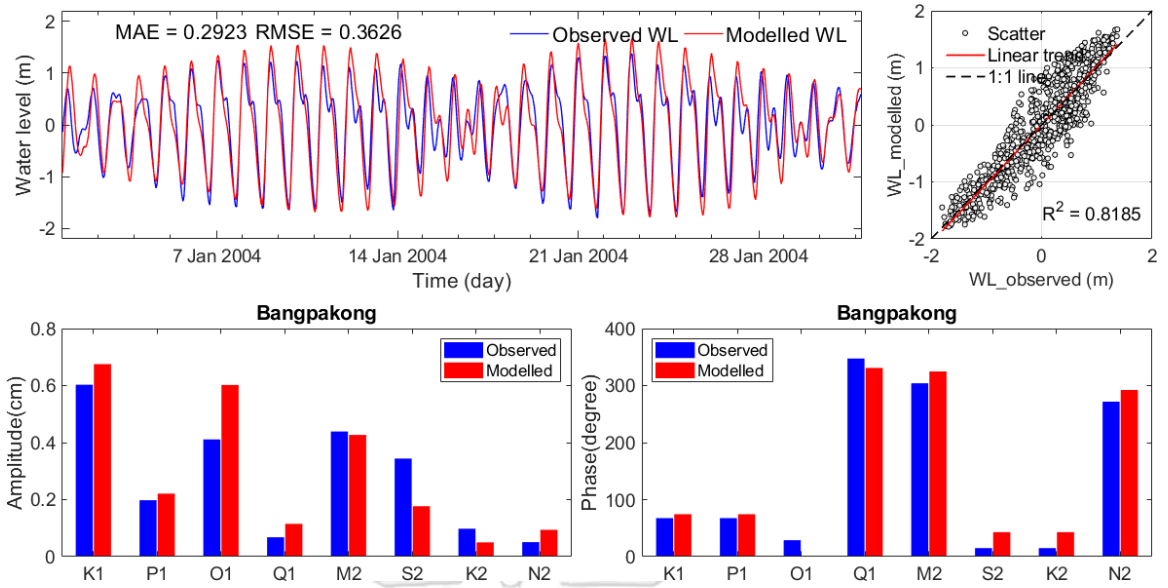 MAE = 0.2923 RMSE = 0.3626
Observed WL
Modelled WL
Water level (m)
2
1
0
-1
-2
7 Jan 2004
14 Jan 2004
21 Jan 2004
28 Jan 2004
Time (day)
Scatter
Linear trend
1:1 line
WL_modelled (m)
2
1
0
-1
-2
R² = 0.8185
-2
0
2
WL_observed (m)
Bangpakong
Observed
Modelled
Amplitude(cm)
0.8
0.6
0.4
0.2
0
K1 P1 O1 Q1 M2 S2 K2 N2
Bangpakong
Observed
Modelled
Phase(degree)
400
300
200
100
0
K1 P1 O1 Q1 M2 S2 K2 N2